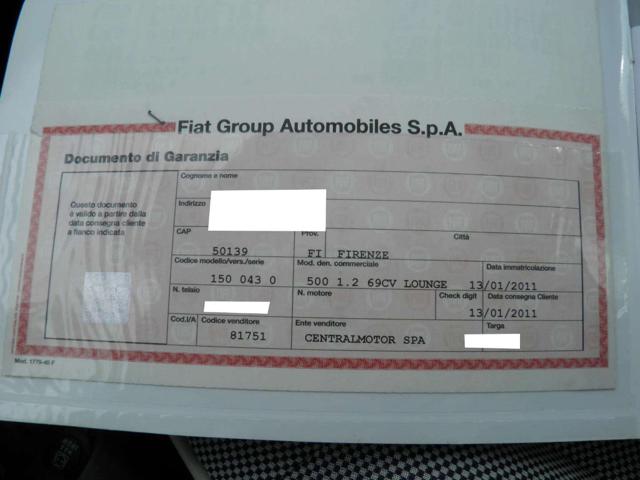 Fiat Group Automobiles S.p.A.
Documento di Garanzia
Questo documento
è valido a partire dalla
data consegna cliente
a fianco indicata
Cognome e nome
Indirizzo
CAP Prov. Città
50139 FI FIRENZE
Codice modello/vers./serie Mod. den. commerciale Data immatricolazione
150 043 0 500 1.2 69CV LOUNGE 13/01/2011
N. telaio N. motore Check digit Data consegna Cliente
13/01/2011
Cod.I/A Codice venditore Ente venditore Targa
81751 CENTRALMOTOR SPA
Mod. 1775-40 F